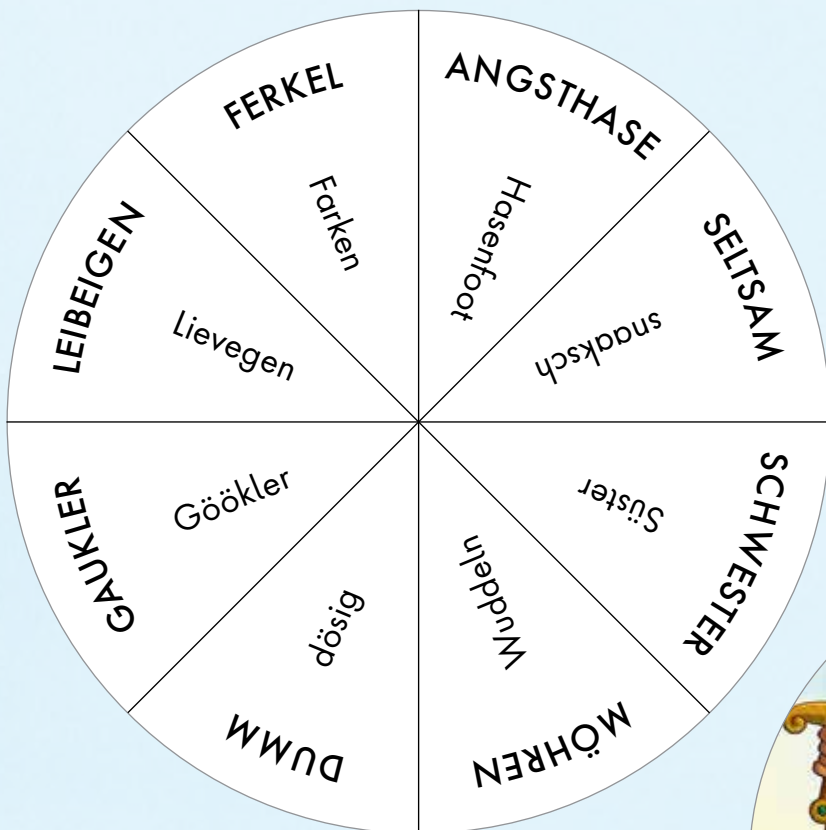 ANGSTHASE
Hasenfoot
SELTSAM
snaaksch
SCHWESTER
Süster
MÖHREN
Wuddeln
DUMM
dösig
GAUKLER
Göökler
LEIBEIGEN
Lievegen
FERKEL
Farken